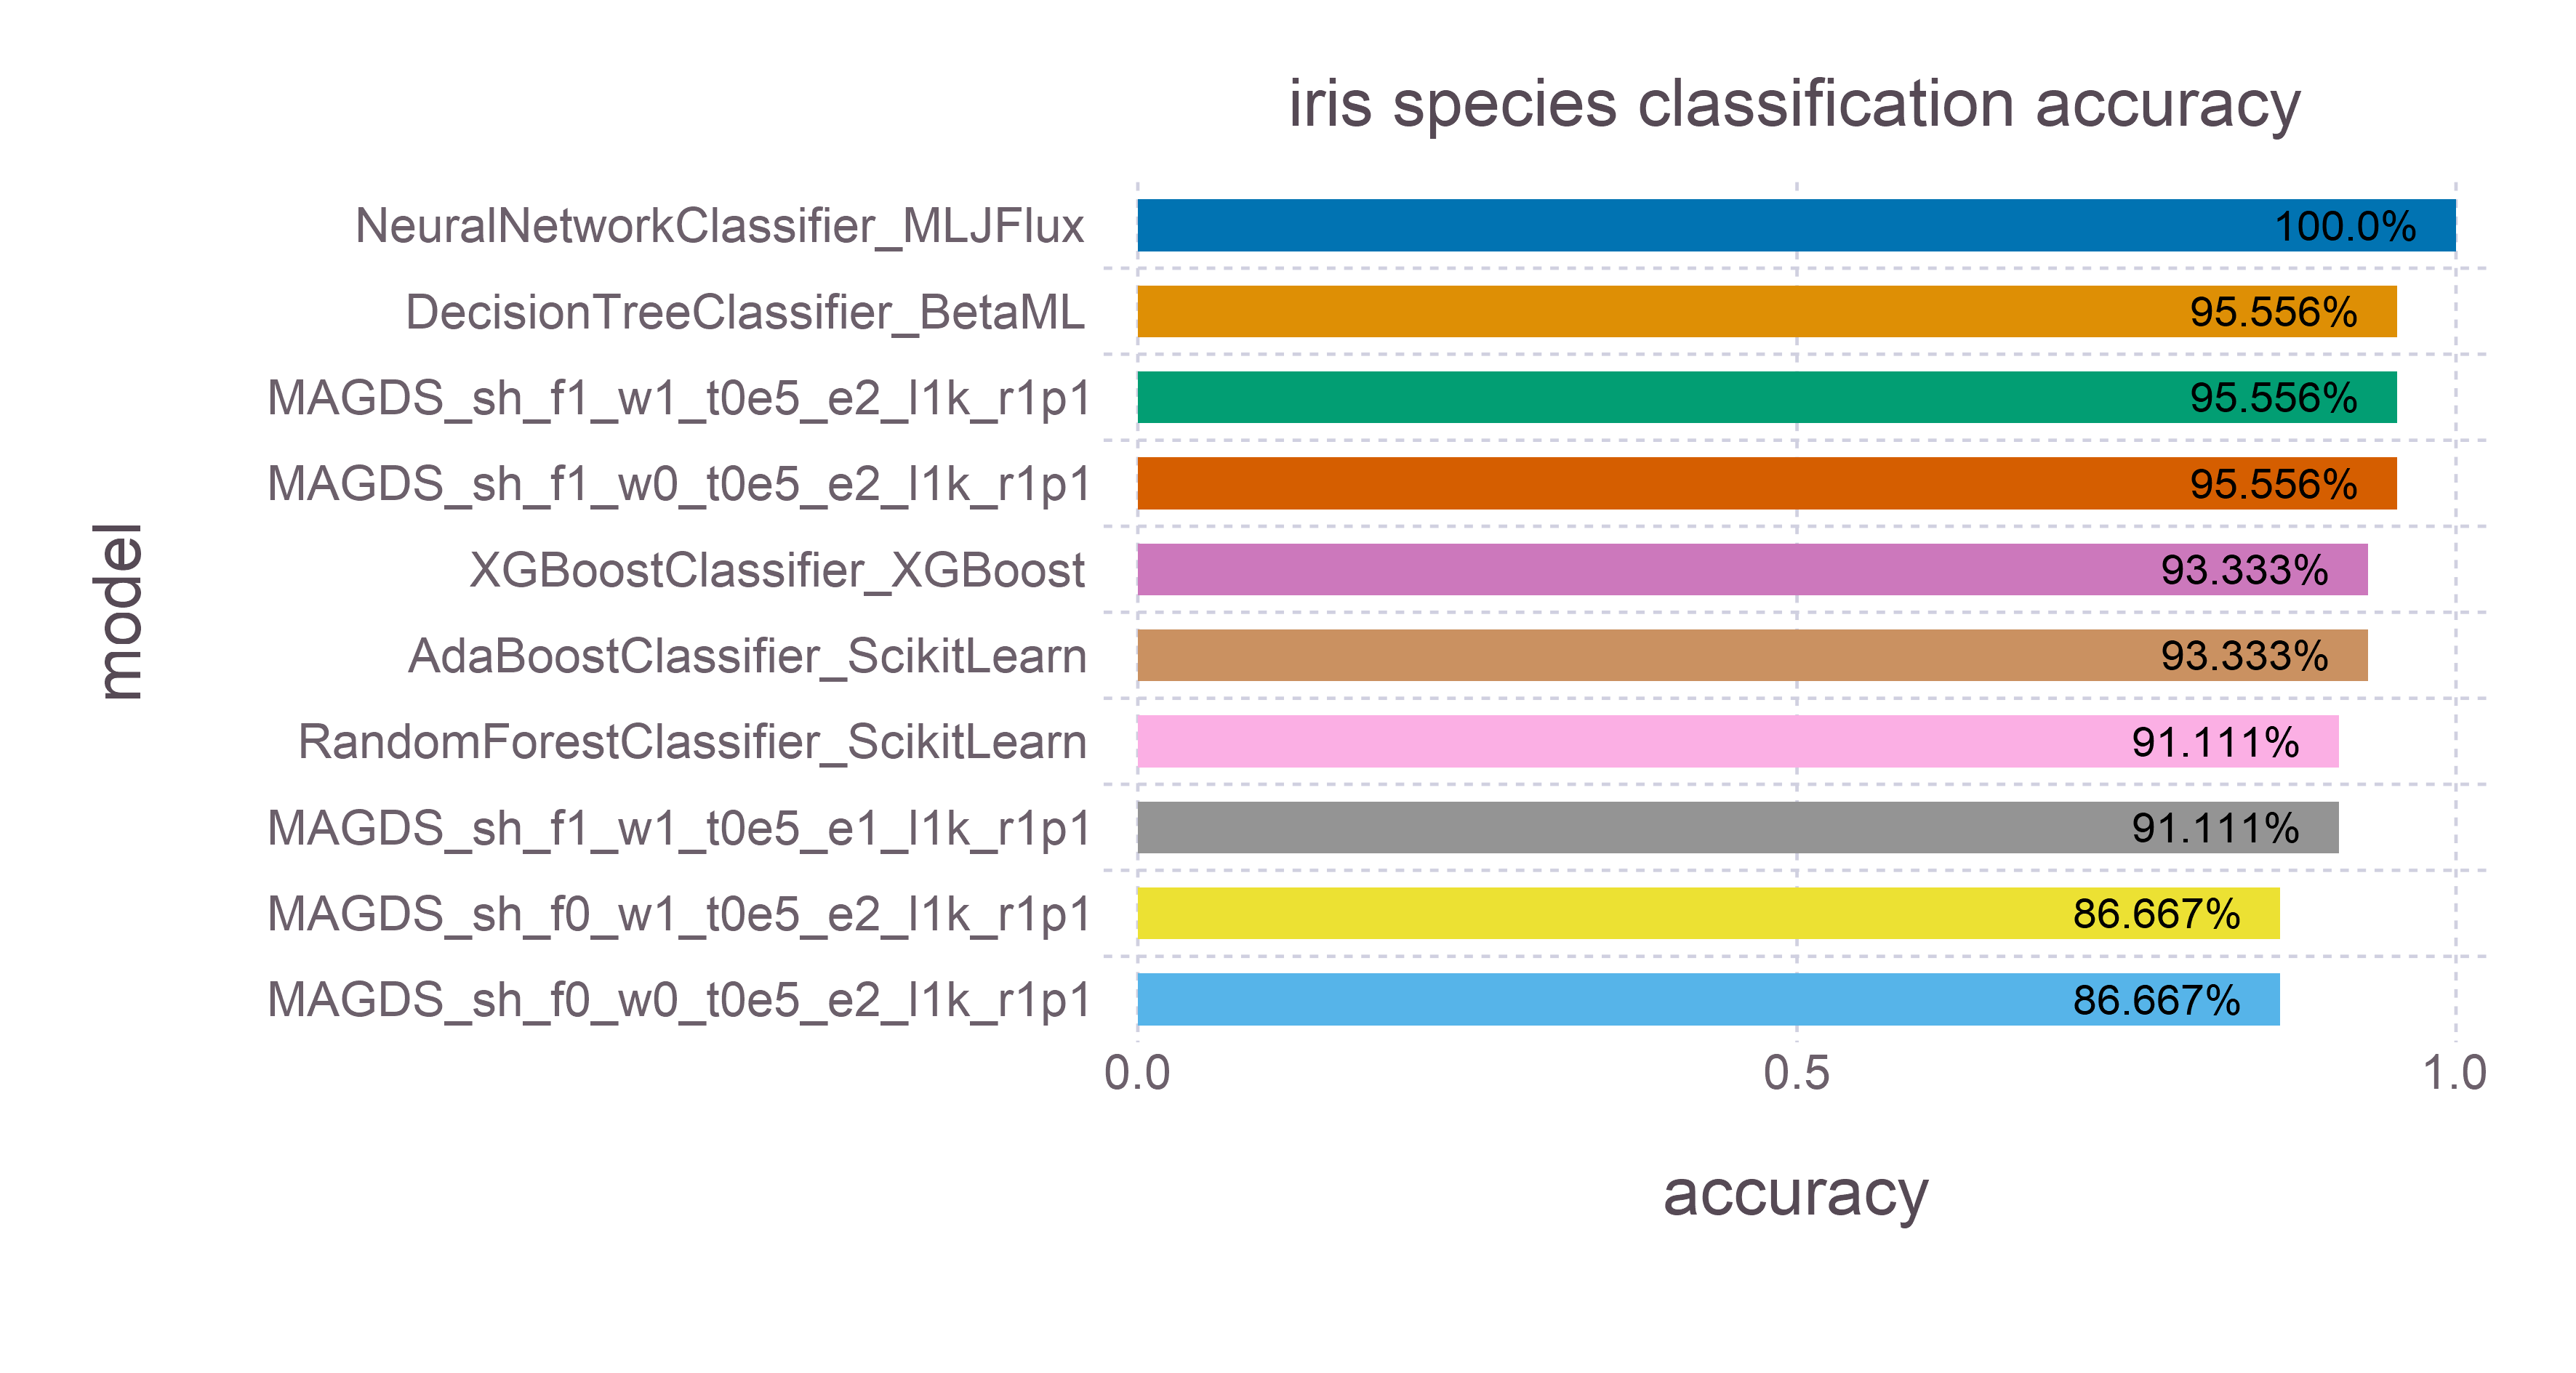 iris species classification accuracy
model
NeuralNetworkClassifier_MLJFlux 100.0%
DecisionTreeClassifier_BetaML 95.556%
MAGDS_sh_f1_w1_t0e5_e2_l1k_r1p1 95.556%
MAGDS_sh_f1_w0_t0e5_e2_l1k_r1p1 95.556%
XGBoostClassifier_XGBoost 93.333%
AdaBoostClassifier_ScikitLearn 93.333%
RandomForestClassifier_ScikitLearn 91.111%
MAGDS_sh_f1_w1_t0e5_e1_l1k_r1p1 91.111%
MAGDS_sh_f0_w1_t0e5_e2_l1k_r1p1 86.667%
MAGDS_sh_f0_w0_t0e5_e2_l1k_r1p1 86.667%
0.0 0.5 1.0
accuracy